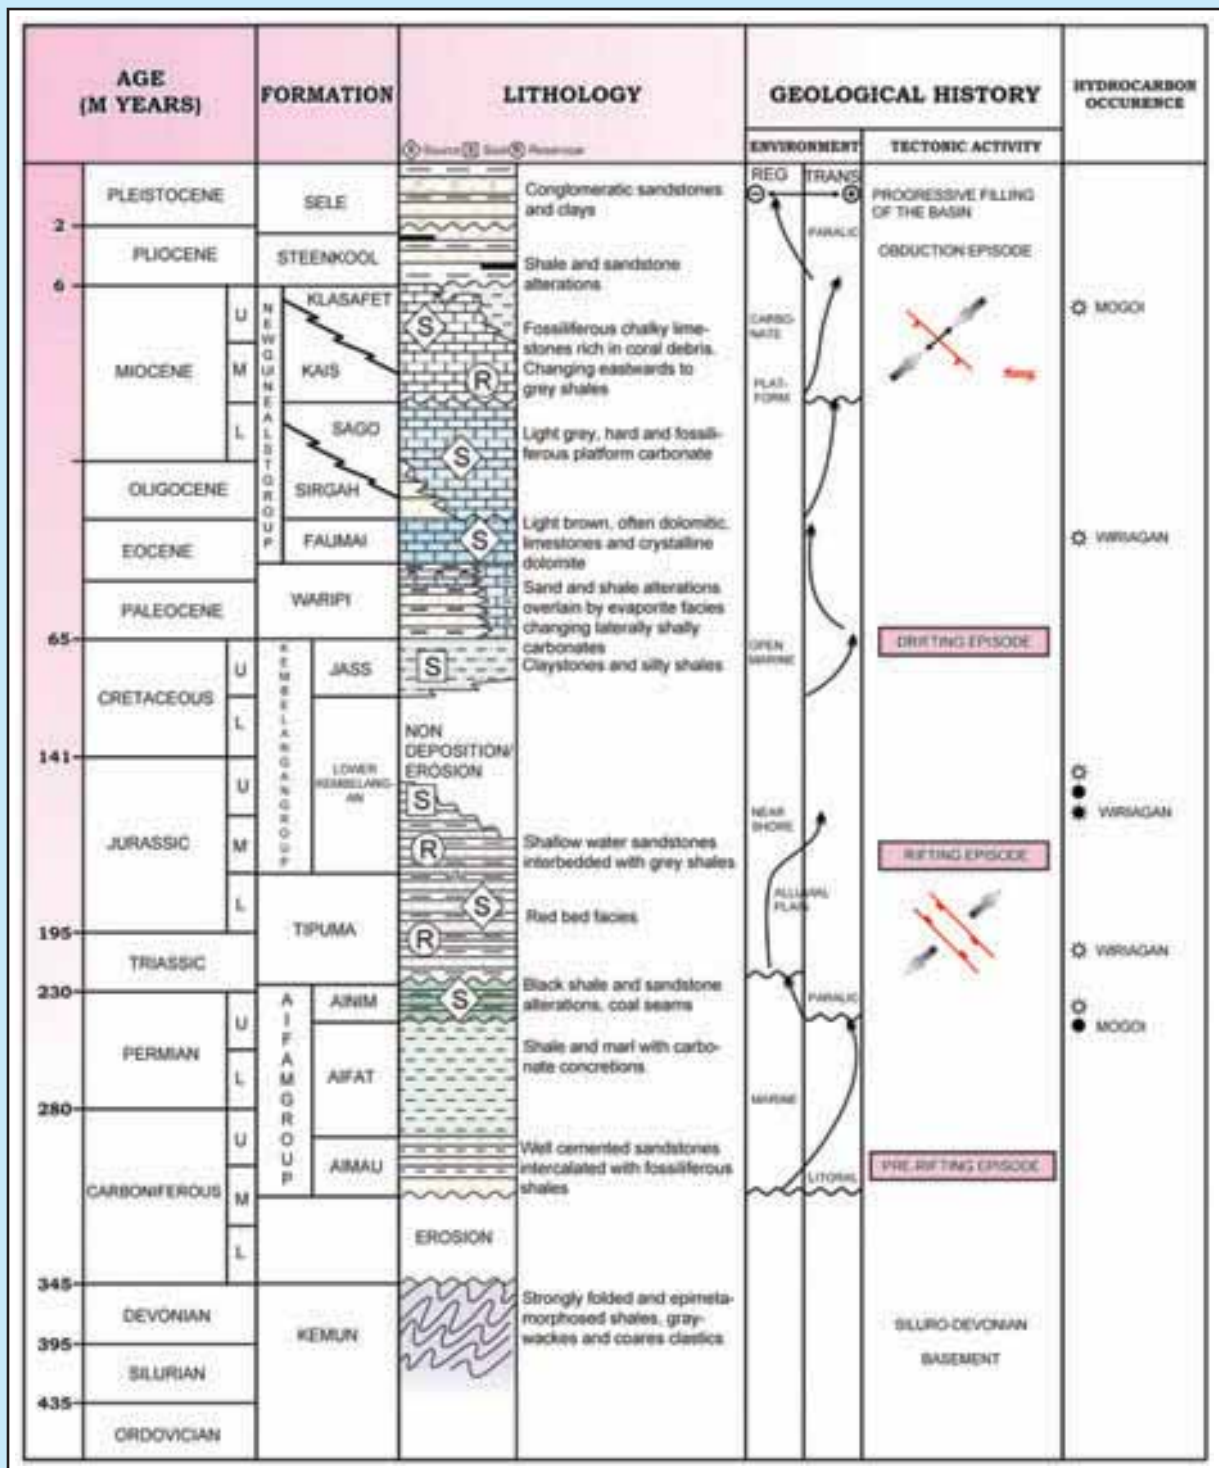 AGE
(M YEARS)
FORMATION
LITHOLOGY
GEOLOGICAL HISTORY
HYDROCARBON
OCCURENCE
Source
S
Seal
R
Reservoir
ENVIRONMENT
TECTONIC ACTIVITY
REG
TRANS
PLEISTOCENE
SELE
Conglomeratic sandstones
and clays
PROGRESSIVE FILLING
OF THE BASIN
2
PARALIC
PLIOCENE
STEENKOOL
Shale and sandstone
alterations
OBDUCTION EPISODE
6
MIOCENE
U
M
L
NEWGUINEALSTGROUP
KLASAFET
KAIS
S
R
Fossiliferous chalky lime-
stones rich in coral debris.
Changing eastwards to
grey shales
CARBO-
NATE
PLAT-
FORM
MOGOI
SAGO
S
Light grey, hard and fossili-
ferous platform carbonate
OLIGOCENE
SIRGAH
EOCENE
FAUMAI
S
Light brown, often dolomitic,
limestones and crystalline
dolomite
WIRIAGAN
PALEOCENE
WARIPI
Sand and shale alterations
overlain by evaporite facies
changing laterally shally
carbonates
65
CRETACEOUS
U
L
KEMBELANGANGROUP
JASS
S
Claystones and silty shales
OPEN
MARINE
DRIFTING EPISODE
141
NON
DEPOSITION/
EROSION
LOWER
KEMBELANG-
AN
JURASSIC
U
M
L
S
R
Shallow water sandstones
interbedded with grey shales
NEAR
SHORE
RIFTING EPISODE
WIRIAGAN
TIPUMA
S
R
Red bed facies
ALLUVIAL
PLAIN
195
TRIASSIC
WIRIAGAN
230
PERMIAN
U
L
AIFAMGROUP
AINIM
S
Black shale and sandstone
alterations, coal seams
PARALIC
MOGOI
AIFAT
Shale and marl with carbo-
nate concretions
MARINE
280
CARBONIFEROUS
U
M
L
AIMAU
Well cemented sandstones
intercalated with fossiliferous
shales
LITORAL
PRE-RIFTING EPISODE
EROSION
345
DEVONIAN
KEMUN
Strongly folded and epimeta-
morphosed shales, gray-
wackes and coares clastics
SILURO-DEVONIAN
BASEMENT
395
SILURIAN
435
ORDOVICIAN